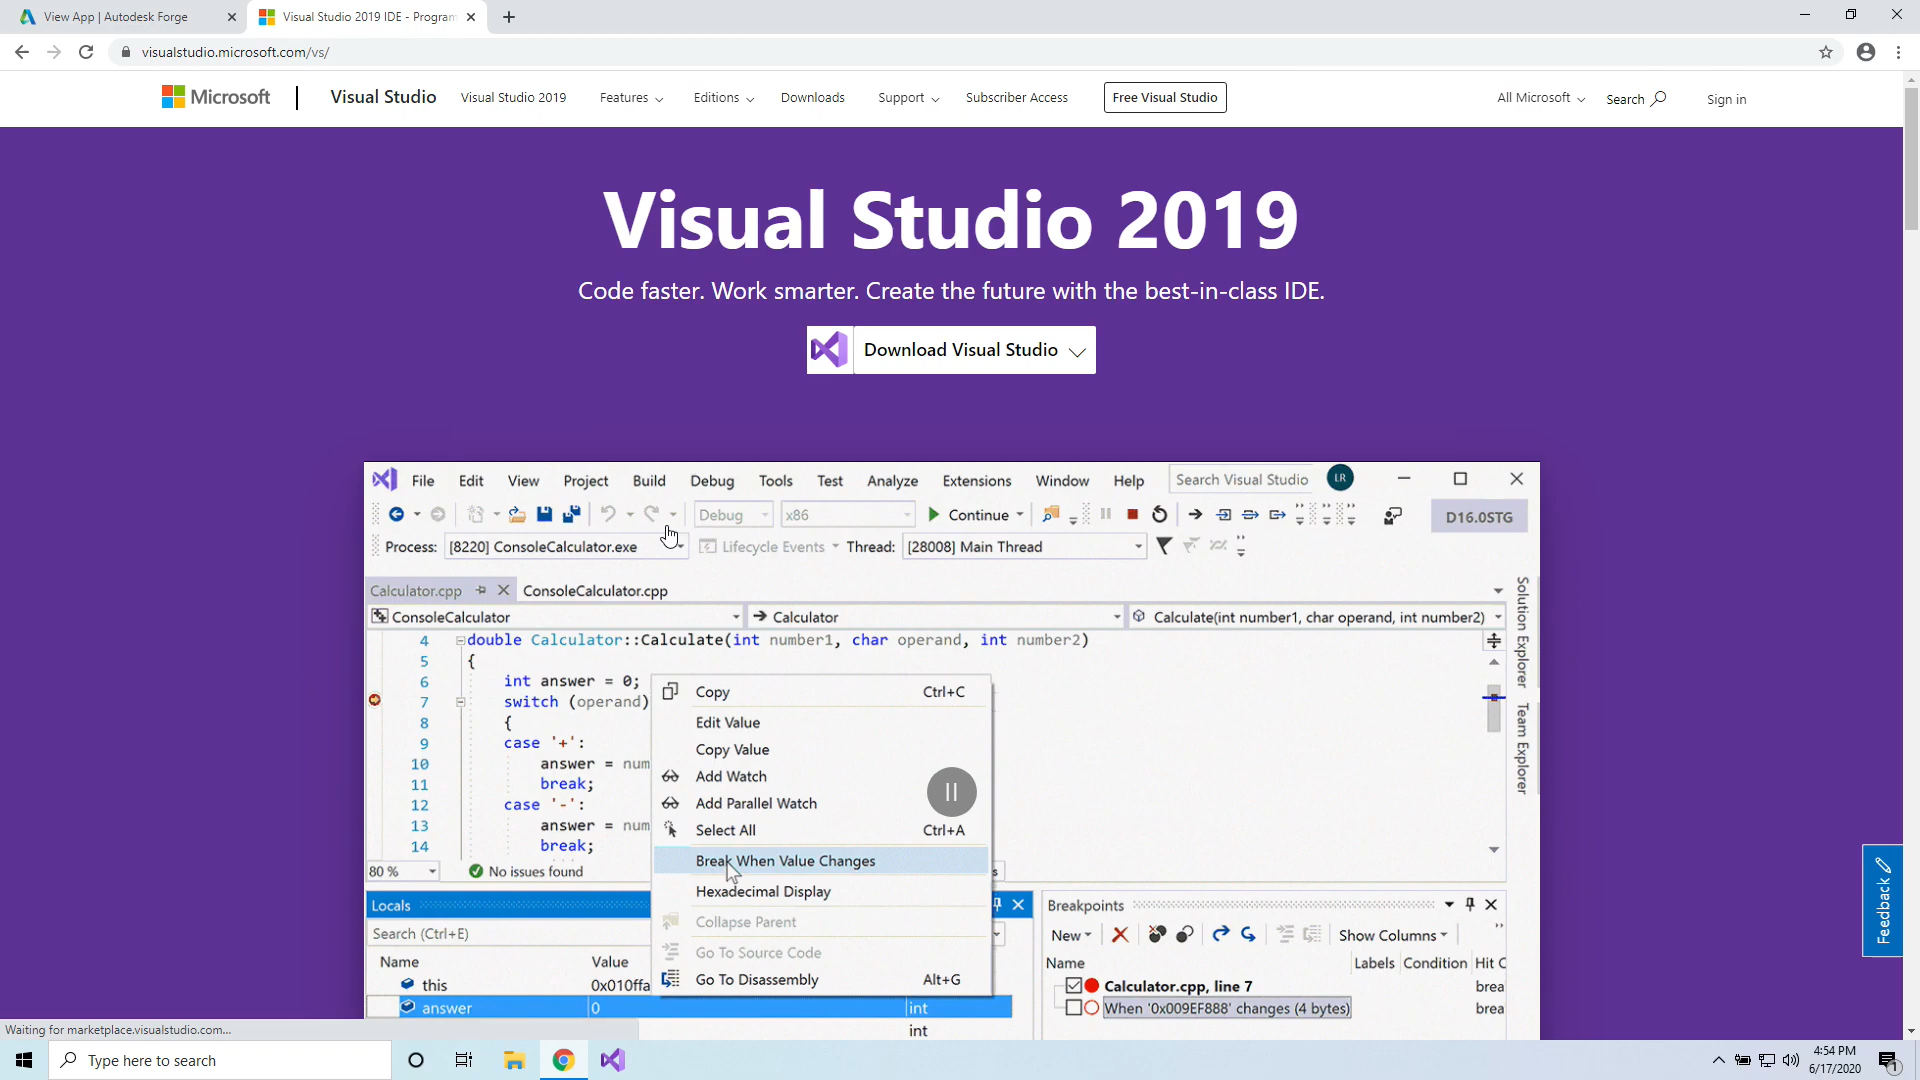 View App | Autodesk Forge
Visual Studio 2019 IDE - Program
visualstudio.microsoft.com/vs/
Microsoft
Visual Studio
Visual Studio 2019
Features
Editions
Downloads
Support
Subscriber Access
Free Visual Studio
All Microsoft
Search
Sign in
Visual Studio 2019
Code faster. Work smarter. Create the future with the best-in-class IDE.
Download Visual Studio
File Edit View Project Build Debug Tools Test Analyze Extensions Window Help Search Visual Studio LR
Debug x86 Continue D16.0STG
Process: [8220] ConsoleCalculator.exe Lifecycle Events Thread: [28008] Main Thread
Calculator.cpp ConsoleCalculator.cpp
ConsoleCalculator Calculator Calculate(int number1, char operand, int number2)
4 double Calculator::Calculate(int number1, char operand, int number2)
5 {
6 int answer = 0;
7 switch (operand)
8 {
9 case '+':
10 answer = num
11 break;
12 case '-':
13 answer = num
14 break;
Copy Ctrl+C
Edit Value
Copy Value
Add Watch
Add Parallel Watch
Select All Ctrl+A
Break When Value Changes
Hexadecimal Display
Collapse Parent
Go To Source Code
Go To Disassembly Alt+G
Solution Explorer
Team Explorer
80 % No issues found s
Locals
Search (Ctrl+E)
Name Value
this 0x010ffa
answer 0 int
int
Breakpoints
New Show Columns
Name Labels Condition Hit C
Calculator.cpp, line 7 brea
When '0x009EF888' changes (4 bytes) brea
Feedback
Waiting for marketplace.visualstudio.com...
Type here to search
4:54 PM
6/17/2020
1